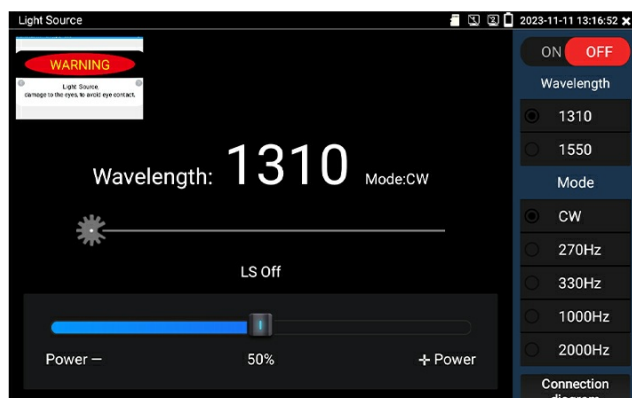 Light Source
2023-11-11 13:16:52
WARNING
Light Source,
damage to the eyes, to avoid eye contact.
Wavelength: 1310 Mode:CW
LS Off
Power −
50%
+ Power
ON OFF
Wavelength
1310
1550
Mode
CW
270Hz
330Hz
1000Hz
2000Hz
Connection
diagram